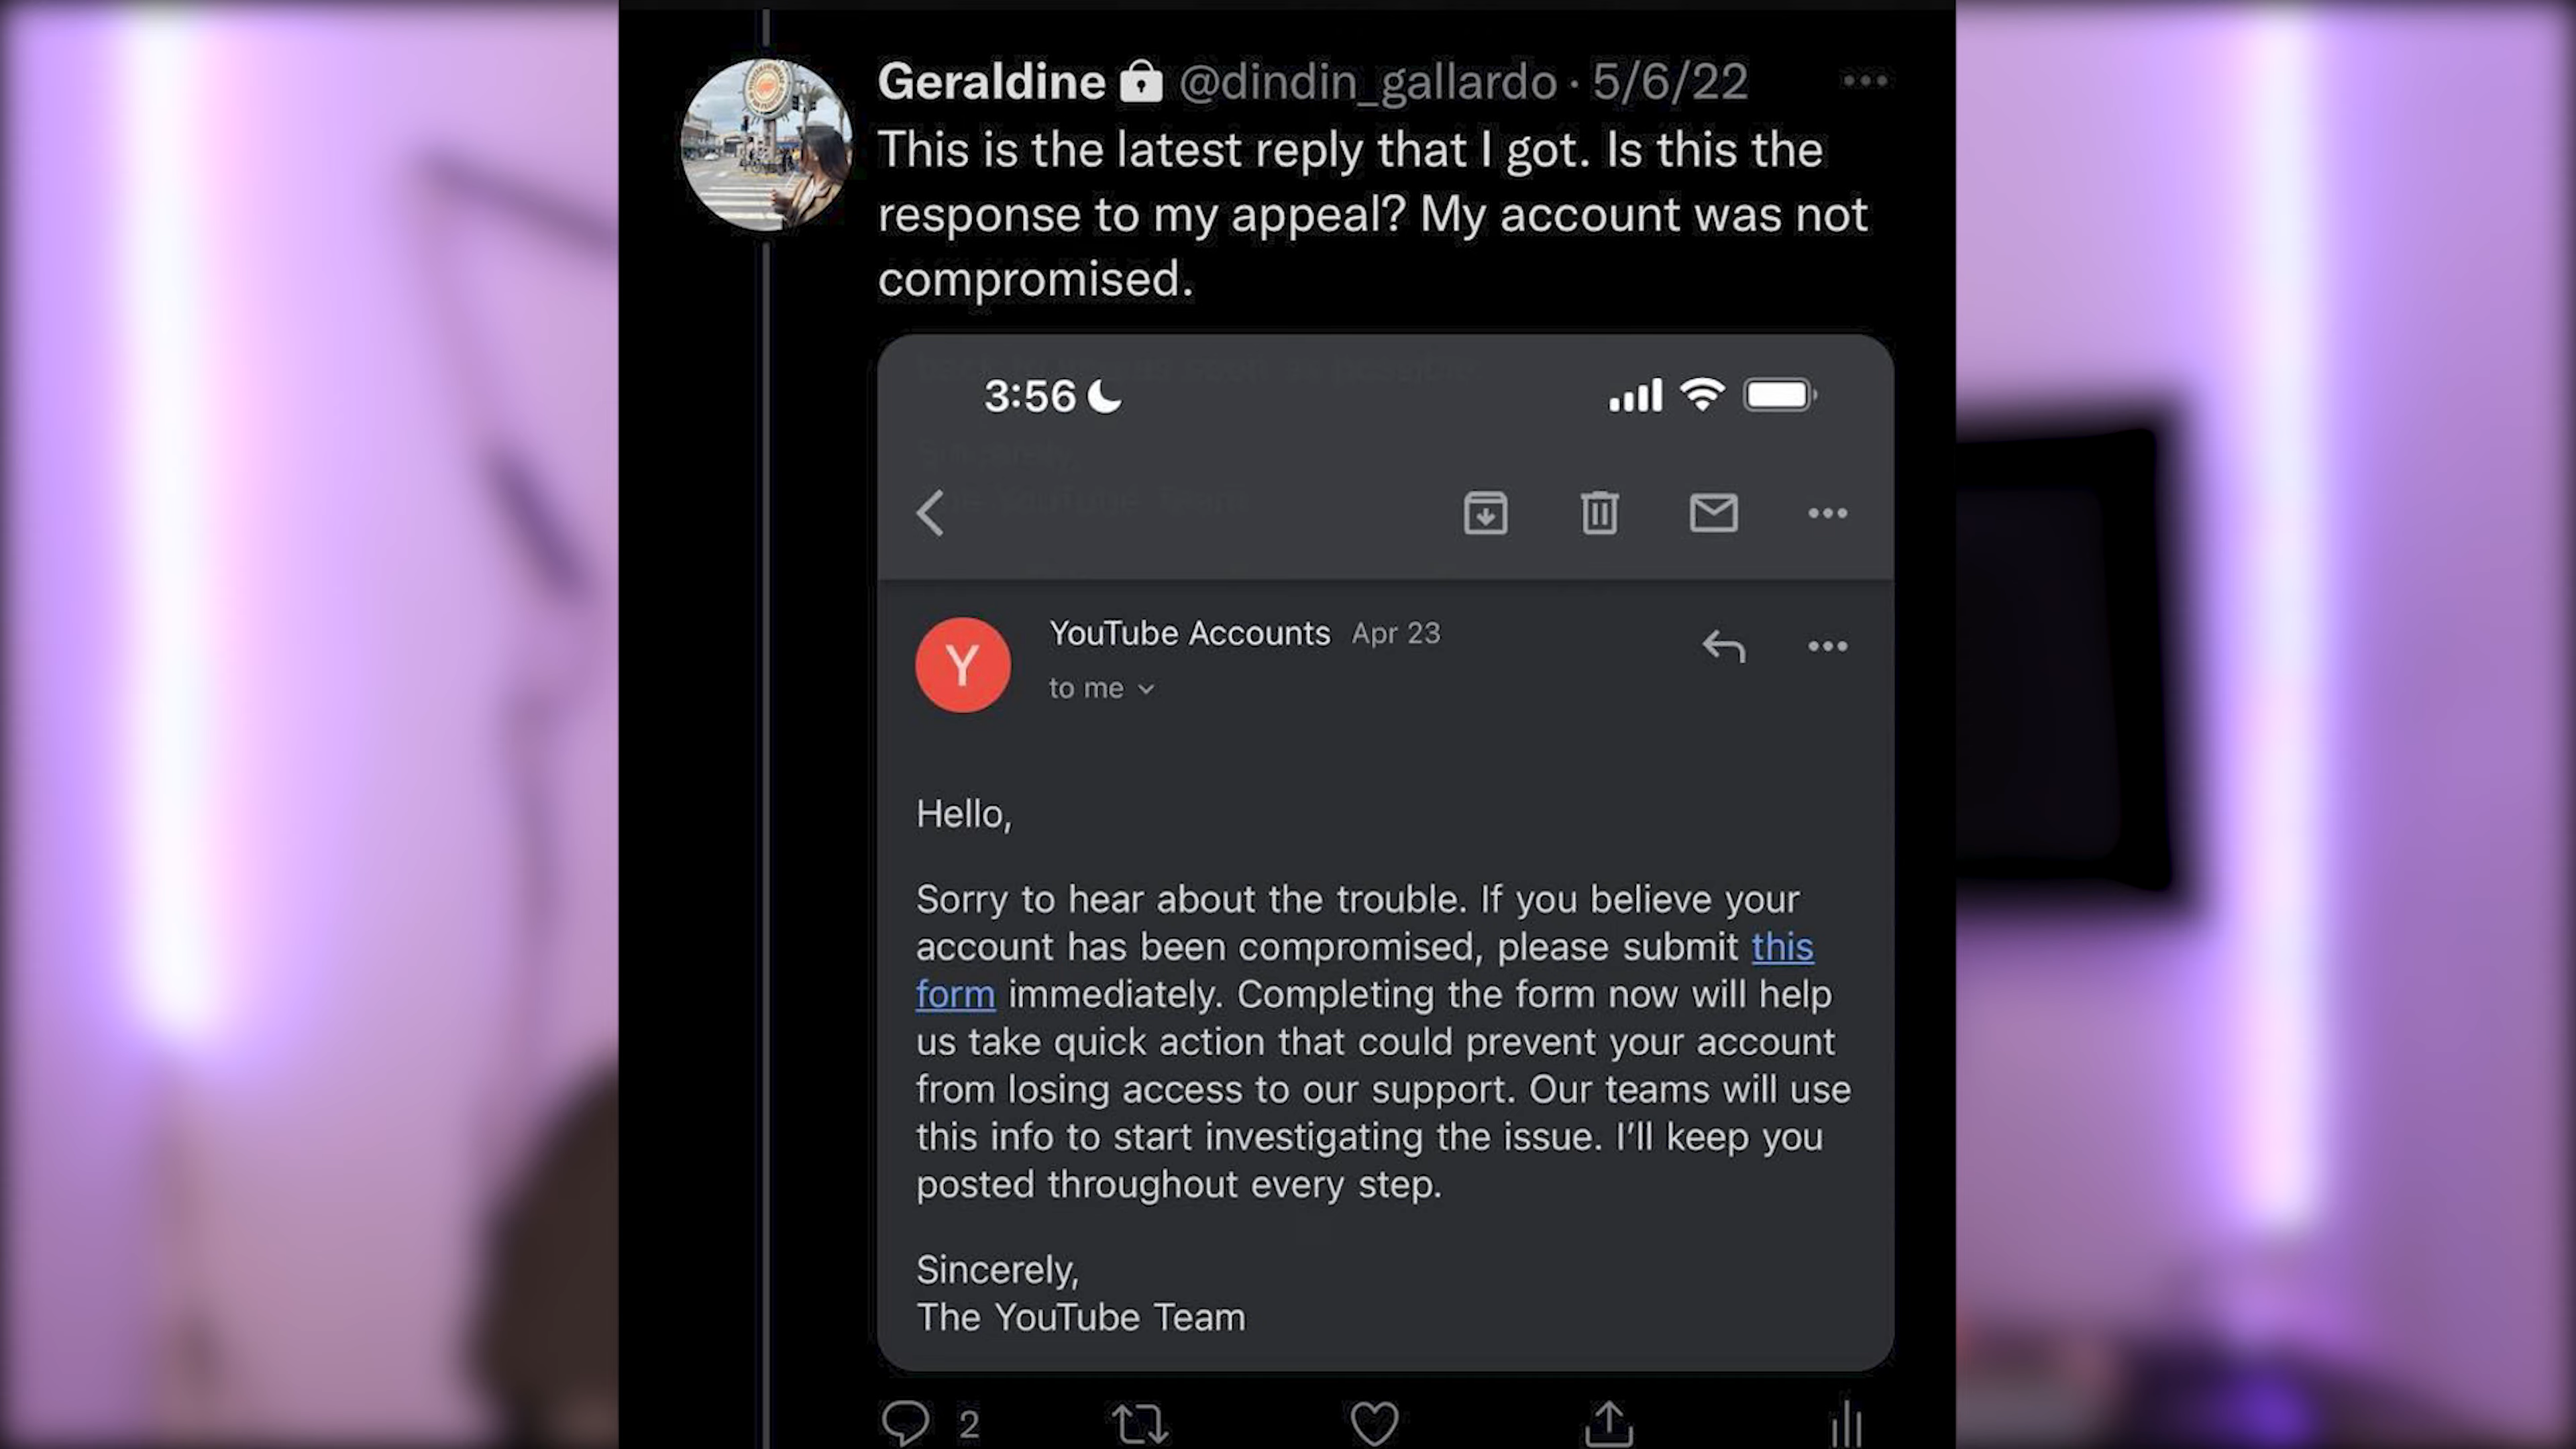 Geraldine @dindin_gallardo · 5/6/22
This is the latest reply that I got. Is this the
response to my appeal? My account was not
compromised.
3:56
YouTube Accounts Apr 23
Y
to me
Hello,
Sorry to hear about the trouble. If you believe your
account has been compromised, please submit this
form immediately. Completing the form now will help
us take quick action that could prevent your account
from losing access to our support. Our teams will use
this info to start investigating the issue. I'll keep you
posted throughout every step.
Sincerely,
The YouTube Team
2